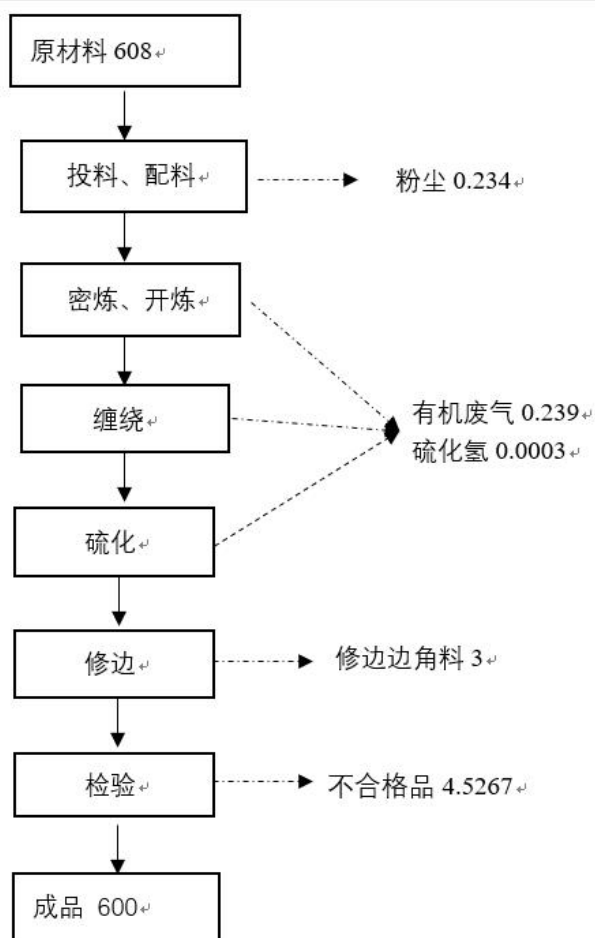 原材料 608
投料、配料
粉尘 0.234
密炼、开炼
缠绕
有机废气 0.239
硫化氢 0.0003
硫化
修边
修边边角料 3
检验
不合格品 4.5267
成品 600